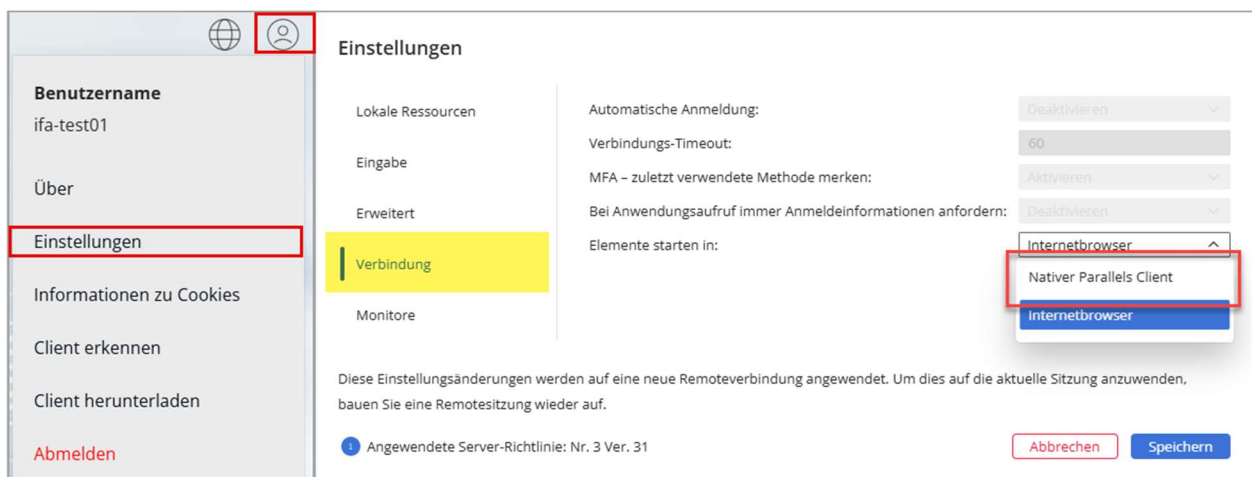 Benutzername
ifa-test01
Über
Einstellungen
Informationen zu Cookies
Client erkennen
Client herunterladen
Abmelden
Einstellungen
Lokale Ressourcen
Eingabe
Erweitert
Verbindung
Monitore
Automatische Anmeldung: Deaktivieren
Verbindungs-Timeout: 60
MFA – zuletzt verwendete Methode merken: Aktivieren
Bei Anwendungsaufruf immer Anmeldeinformationen anfordern: Deaktivieren
Elemente starten in: Internetbrowser
Nativer Parallels Client
Internetbrowser
Diese Einstellungsänderungen werden auf eine neue Remoteverbindung angewendet. Um dies auf die aktuelle Sitzung anzuwenden,
bauen Sie eine Remotesitzung wieder auf.
Angewendete Server-Richtlinie: Nr. 3 Ver. 31
Abbrechen Speichern